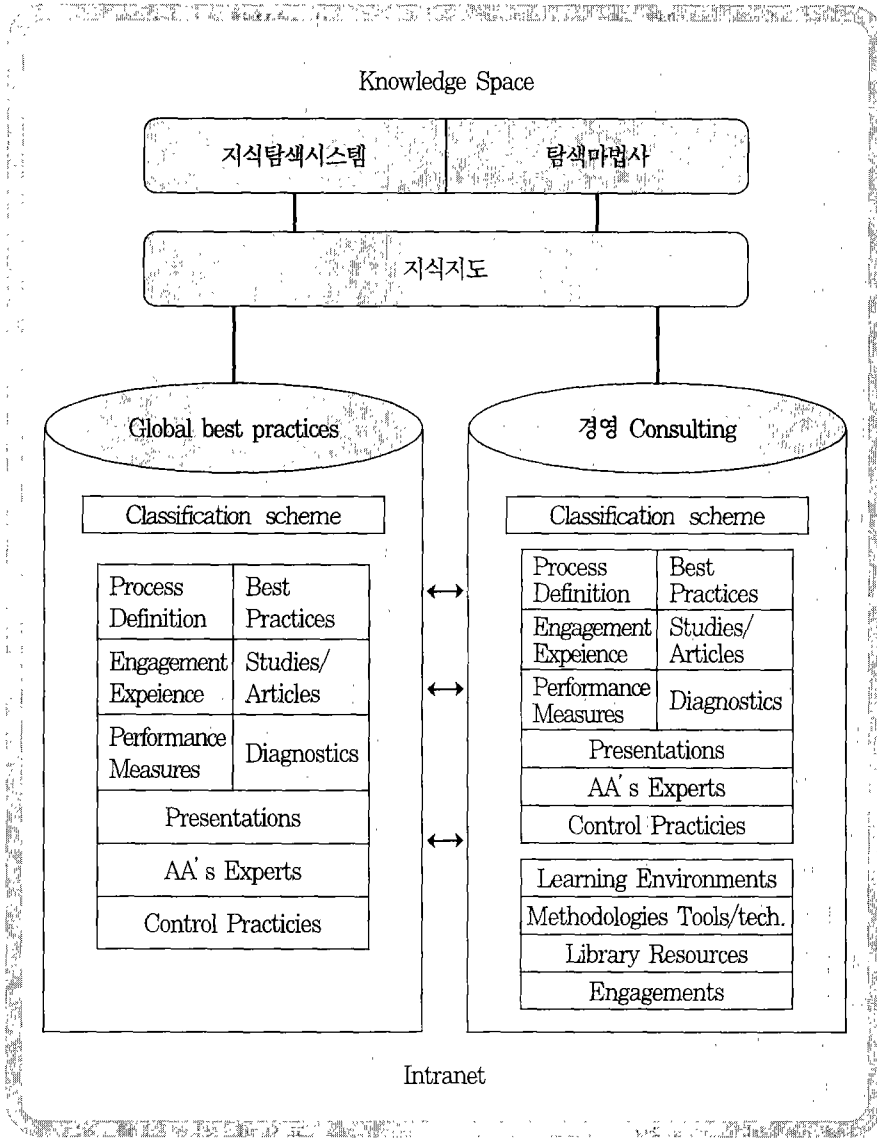 Knowledge Space
지식탐색시스템
탐색마법사
지식지도
Global best practices
Classification scheme
Process
Definition
Best
Practices
Engagement
Expeience
Studies/
Articles
Performance
Measures
Diagnostics
Presentations
AA's Experts
Control Practicies
경영 Consulting
Classification scheme
Process
Definition
Best
Practices
Engagement
Expeience
Studies/
Articles
Performance
Measures
Diagnostics
Presentations
AA's Experts
Control Practicies
Learning Environments
Methodologies Tools/tech.
Library Resources
Engagements
Intranet